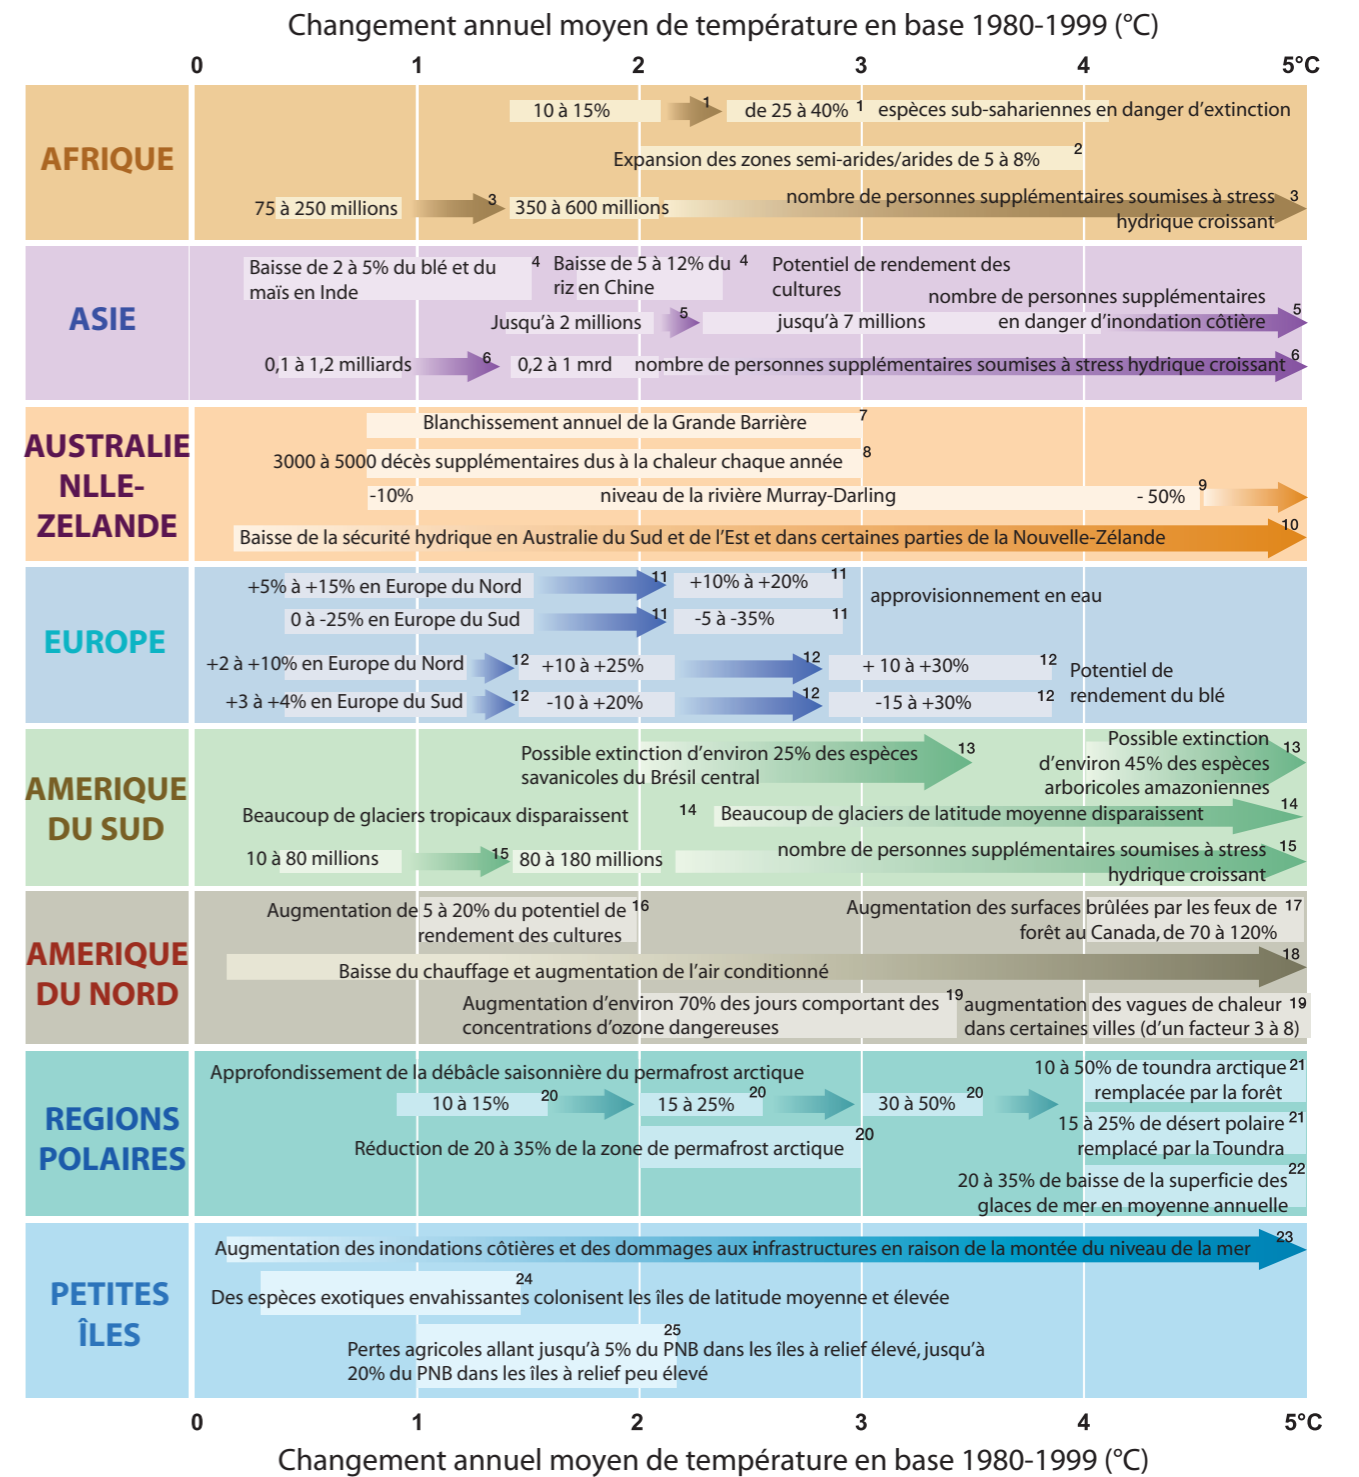 Changement annuel moyen de température en base 1980-1999 (°C)
0 1 2 3 4 5°C
AFRIQUE
10 à 15% 1 de 25 à 40% 1 espèces sub-sahariennes en danger d'extinction
Expansion des zones semi-arides/arides de 5 à 8% 2
75 à 250 millions 3 350 à 600 millions
nombre de personnes supplémentaires soumises à stress 3
hydrique croissant
ASIE
Baisse de 2 à 5% du blé et du 4
maïs en Inde
Baisse de 5 à 12% du 4
riz en Chine
Potentiel de rendement des
cultures
Jusqu'à 2 millions 5 jusqu'à 7 millions
nombre de personnes supplémentaires 5
en danger d'inondation côtière
0,1 à 1,2 milliards 6 0,2 à 1 mrd nombre de personnes supplémentaires soumises à stress hydrique croissant 6
AUSTRALIE
NLLE-
ZELANDE
Blanchissement annuel de la Grande Barrière 7
3000 à 5000 décès supplémentaires dus à la chaleur chaque année 8
-10% niveau de la rivière Murray-Darling - 50% 9
Baisse de la sécurité hydrique en Australie du Sud et de l'Est et dans certaines parties de la Nouvelle-Zélande 10
EUROPE
+5% à +15% en Europe du Nord 11 +10% à +20% 11
0 à -25% en Europe du Sud 11 -5 à -35% 11
approvisionnement en eau
+2 à +10% en Europe du Nord 12 +10 à +25% 12 + 10 à +30% 12
+3 à +4% en Europe du Sud 12 -10 à +20% 12 -15 à +30% 12
Potentiel de
rendement du blé
AMERIQUE
DU SUD
Possible extinction d'environ 25% des espèces 13
savanicoles du Brésil central
Possible extinction 13
d'environ 45% des espèces
arboricoles amazoniennes
Beaucoup de glaciers tropicaux disparaissent 14 Beaucoup de glaciers de latitude moyenne disparaissent 14
10 à 80 millions 15 80 à 180 millions
nombre de personnes supplémentaires soumises à stress 15
hydrique croissant
AMERIQUE
DU NORD
Augmentation de 5 à 20% du potentiel de 16
rendement des cultures
Augmentation des surfaces brûlées par les feux de 17
forêt au Canada, de 70 à 120%
Baisse du chauffage et augmentation de l'air conditionné 18
Augmentation d'environ 70% des jours comportant des 19
concentrations d'ozone dangereuses
augmentation des vagues de chaleur 19
dans certaines villes (d'un facteur 3 à 8)
REGIONS
POLAIRES
Approfondissement de la débâcle saisonnière du permafrost arctique
10 à 15% 20 15 à 25% 20 30 à 50% 20
Réduction de 20 à 35% de la zone de permafrost arctique 20
10 à 50% de toundra arctique 21
remplacée par la forêt
15 à 25% de désert polaire 21
remplacé par la Toundra
20 à 35% de baisse de la superficie des 22
glaces de mer en moyenne annuelle
PETITES
ÎLES
Augmentation des inondations côtières et des dommages aux infrastructures en raison de la montée du niveau de la mer 23
24
Des espèces exotiques envahissantes colonisent les îles de latitude moyenne et élevée
25
Pertes agricoles allant jusqu'à 5% du PNB dans les îles à relief élevé, jusqu'à
20% du PNB dans les îles à relief peu élevé
0 1 2 3 4 5°C
Changement annuel moyen de température en base 1980-1999 (°C)